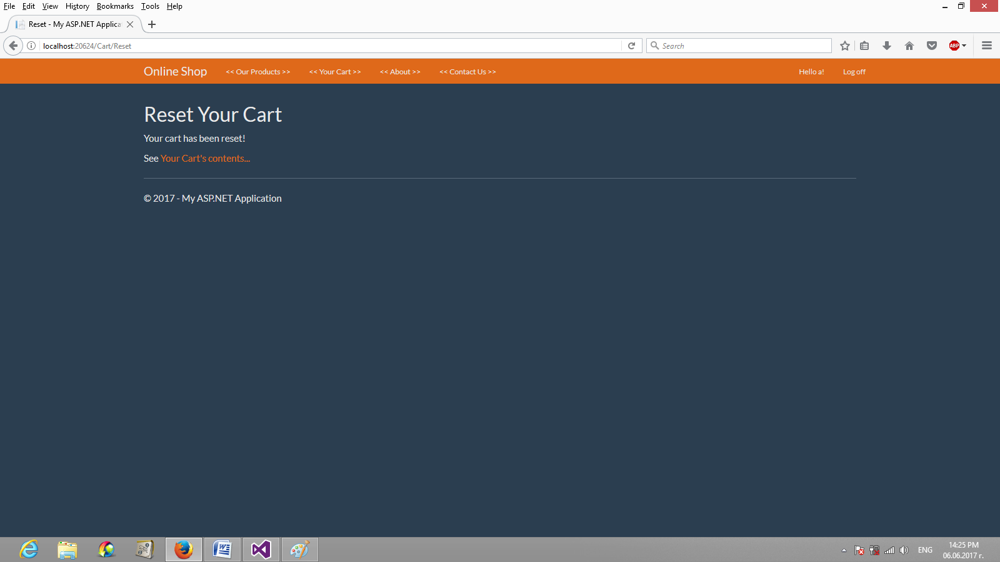 File Edit View History Bookmarks Tools Help
Reset - My ASP.NET Applica
localhost:20624/Cart/Reset
Search
ABP
Online Shop << Our Products >> << Your Cart >> << About >> << Contact Us >> Hello a! Log off
Reset Your Cart
Your cart has been reset!
See Your Cart's contents...
© 2017 - My ASP.NET Application
ENG
14:25 PM
06.06.2017 г.